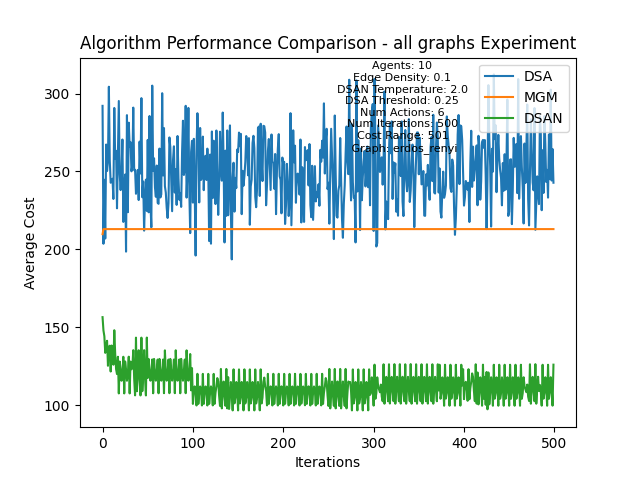 Algorithm Performance Comparison - all graphs Experiment
Agents: 10
Edge Density: 0.1
DSAN Temperature: 2.0
DSA Threshold: 0.25
Num Actions: 6
Num Iterations: 500
Cost Range: 501
Graph: erdos_renyi
DSA
MGM
DSAN
Average Cost
300
250
200
150
100
0 100 200 300 400 500
Iterations